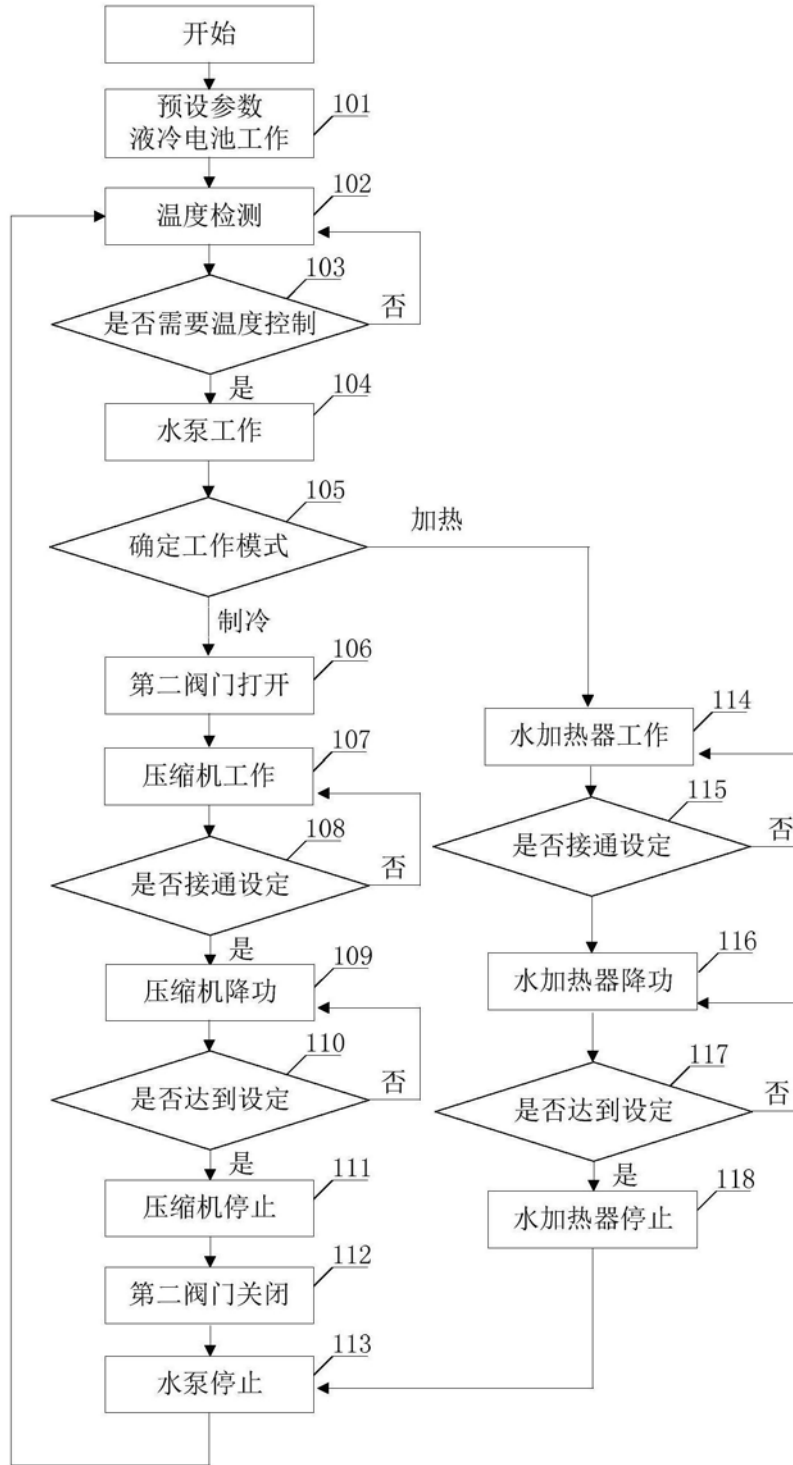 开始
预设参数
液冷电池工作
101
温度检测
102
是否需要温度控制
103
否
是
水泵工作
104
确定工作模式
105
加热
制冷
第二阀门打开
106
压缩机工作
107
是否接通设定
108
否
是
压缩机降功
109
是否达到设定
110
否
是
压缩机停止
111
第二阀门关闭
112
水泵停止
113
水加热器工作
114
是否接通设定
115
否
水加热器降功
116
是否达到设定
117
否
是
水加热器停止
118